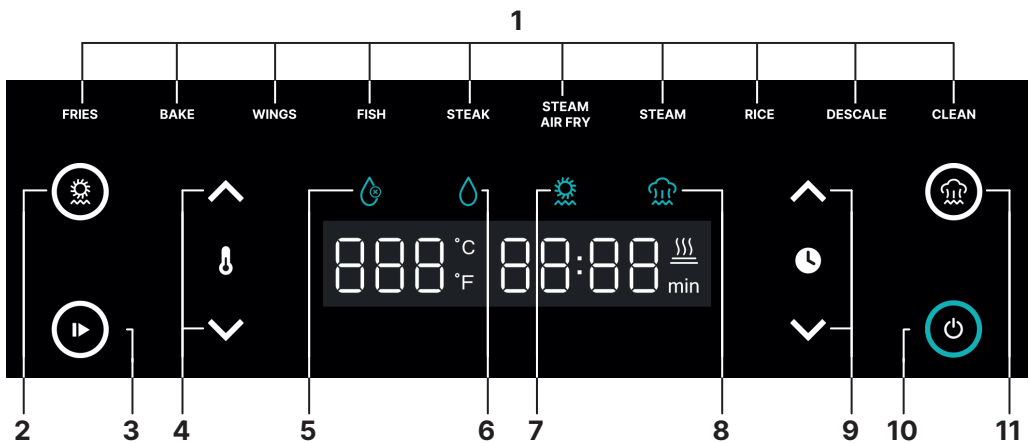 1
FRIES BAKE WINGS FISH STEAK STEAM AIR FRY STEAM RICE DESCALE CLEAN
888 °C °F 88:88 min
2 3 4 5 6 7 8 9 10 11